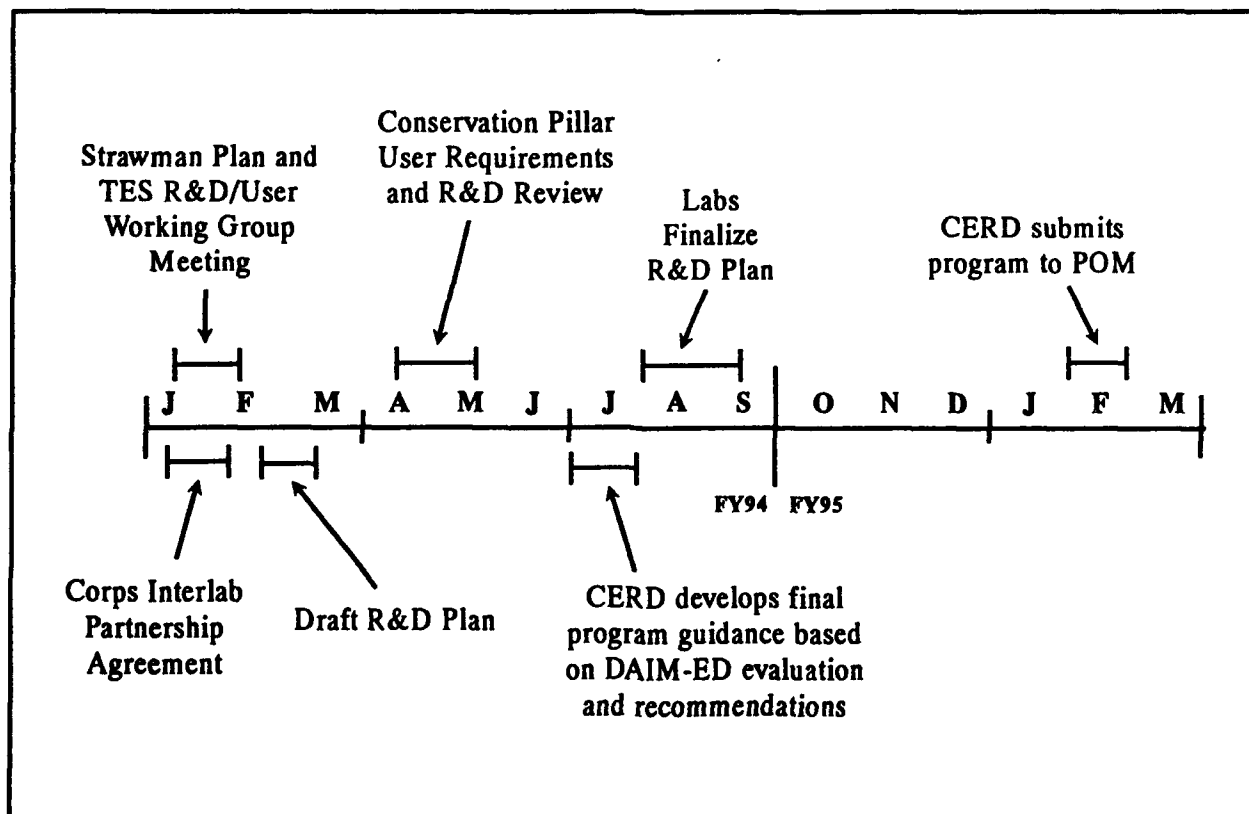 Strawman Plan and
TES R&D/User
Working Group
Meeting
Conservation Pillar
User Requirements
and R&D Review
Labs
Finalize
R&D Plan
CERD submits
program to POM
J F M A M J J A S O N D J F M
FY94 FY95
Corps Interlab
Partnership
Agreement
Draft R&D Plan
CERD develops final
program guidance based
on DAIM-ED evaluation
and recommendations